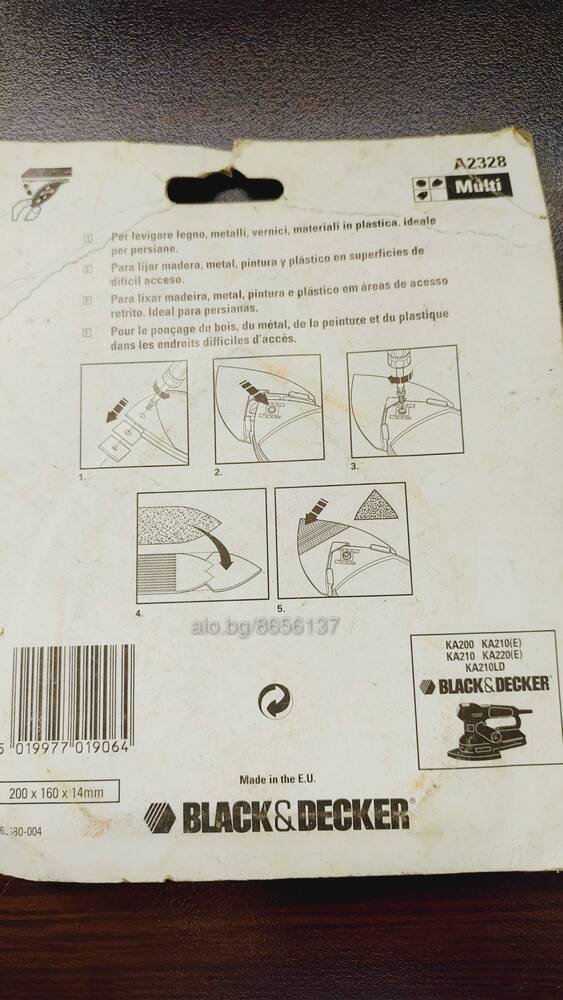 A2328
Multi
I Per levigare legno, metalli, vernici, materiali in plastica. Ideale
per persiane.
E Para lijar madera, metal, pintura y plástico en superficies de
dificil acceso.
P Para lixar madeira, metal, pintura e plástico em áreas de acesso
retrito. Ideal para persianas.
F Pour le ponçage du bois, du métal, de la peinture et du plastique
dans les endroits difficiles d'accès.
1.
2.
3.
4.
5.
alo.bg/8656137
KA200 KA210(E)
KA210 KA220(E)
KA210LD
BLACK&DECKER
5 019977 019064
Made in the E.U.
200 x 160 x 14mm
BLACK&DECKER
80-004